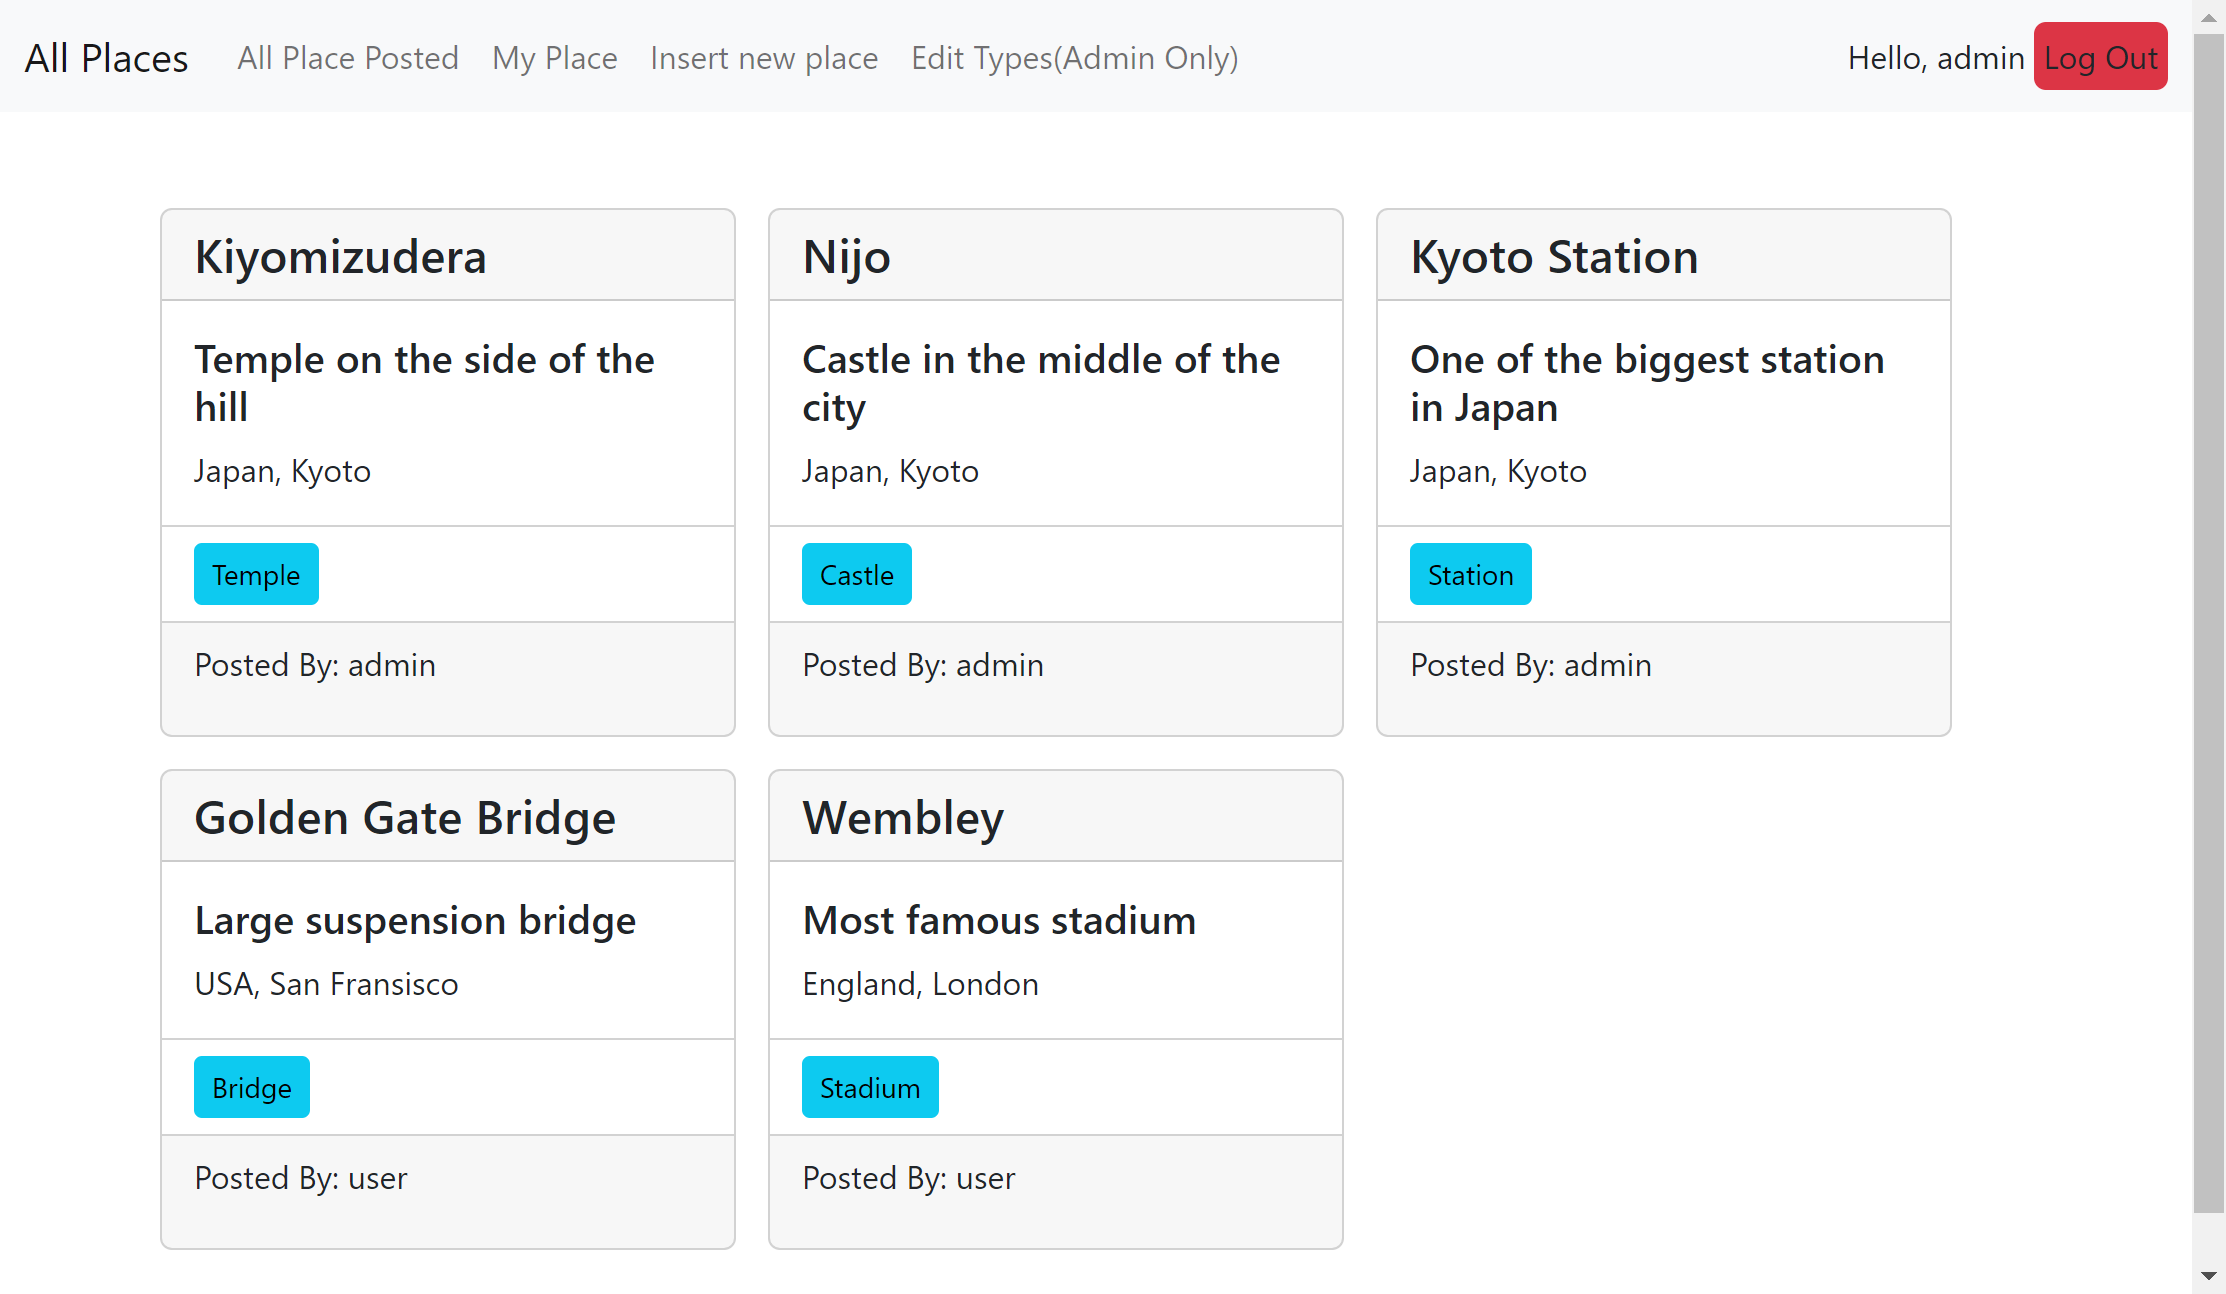 All Places All Place Posted My Place Insert new place Edit Types(Admin Only) Hello, admin Log Out
Kiyomizudera
Temple on the side of the
hill
Japan, Kyoto
Temple
Posted By: admin
Nijo
Castle in the middle of the
city
Japan, Kyoto
Castle
Posted By: admin
Kyoto Station
One of the biggest station
in Japan
Japan, Kyoto
Station
Posted By: admin
Golden Gate Bridge
Large suspension bridge
USA, San Fransisco
Bridge
Posted By: user
Wembley
Most famous stadium
England, London
Stadium
Posted By: user